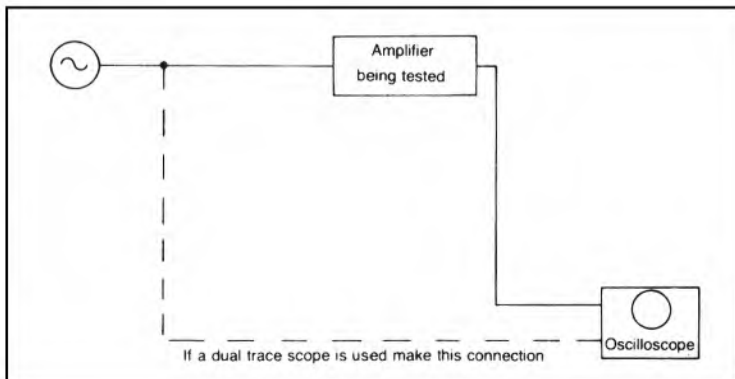 Amplifier
being tested
Oscilloscope
If a dual trace scope is used make this connection